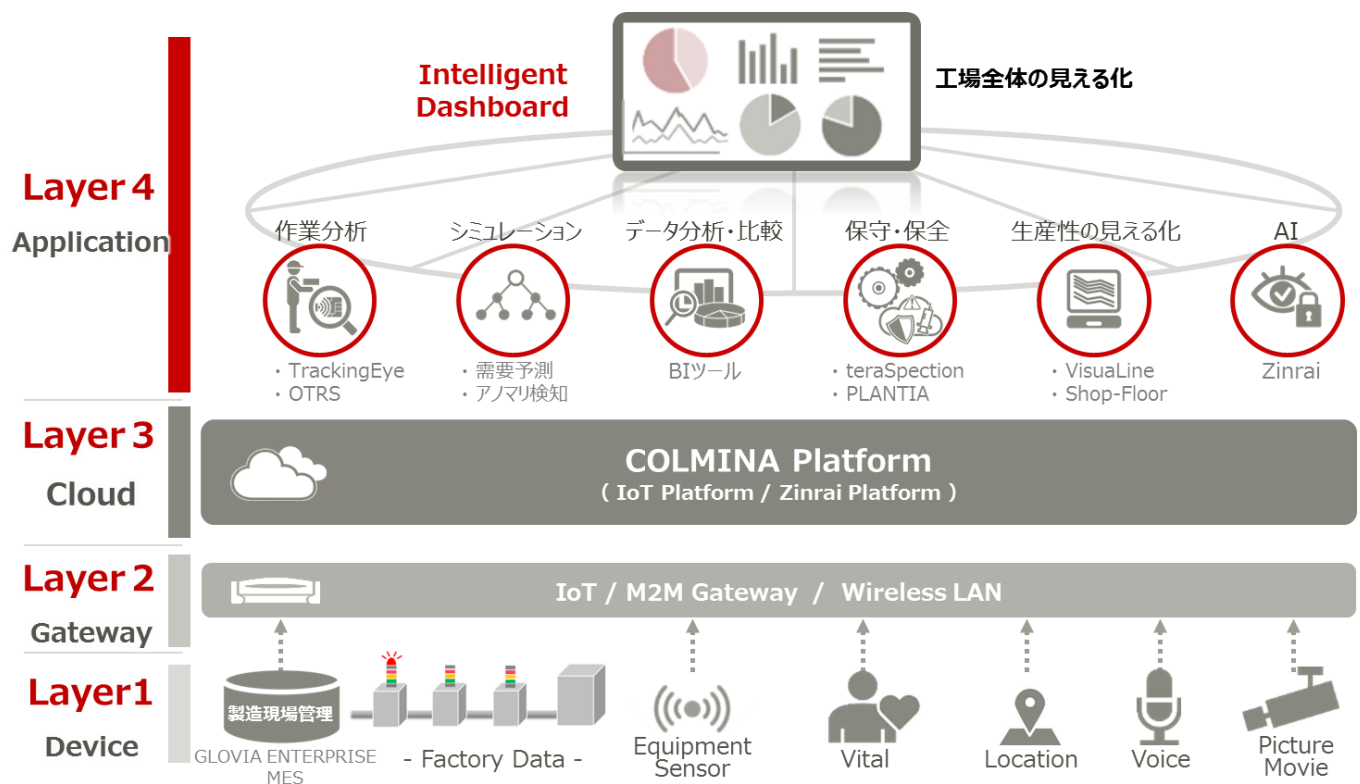 Intelligent
Dashboard
工場全体の見える化
Layer 4
Application
作業分析
シミュレーション
データ分析・比較
保守・保全
生産性の見える化
AI
・TrackingEye
・OTRS
・需要予測
・アノマリ検知
BIツール
・teraSpection
・PLANTIA
・VisuaLine
・Shop-Floor
Zinrai
Layer 3
Cloud
COLMINA Platform
( IoT Platform / Zinrai Platform )
Layer 2
Gateway
IoT / M2M Gateway / Wireless LAN
Layer1
Device
製造現場管理
GLOVIA ENTERPRISE
MES
- Factory Data -
Equipment
Sensor
Vital
Location
Voice
Picture
Movie